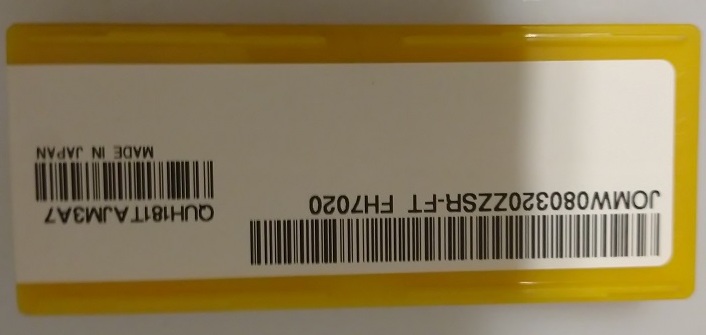 JOMW080320ZZSR-FT FH7020
QUH181TAJM3A7
MADE IN JAPAN